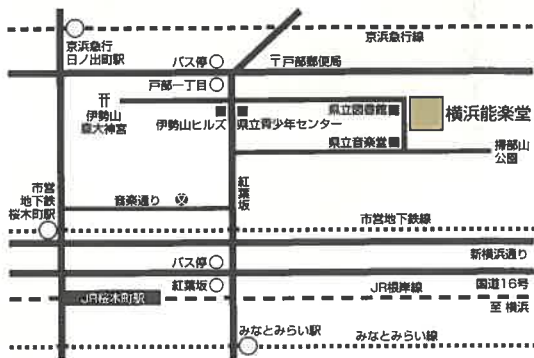 京浜急行線
京浜急行
日ノ出町駅
バス停
〒戸部郵便局
戸部一丁目
伊勢山
皇大神宮
伊勢山ヒルズ
県立青少年センター
県立図書館
横浜能楽堂
県立音楽堂
掃部山
公園
市営
地下鉄
桜木町駅
音楽通り
紅葉坂
市営地下鉄線
新横浜通り
バス停
紅葉坂
国道16号
JR根岸線
JR桜木町駅
至 横浜
みなとみらい駅
みなとみらい線